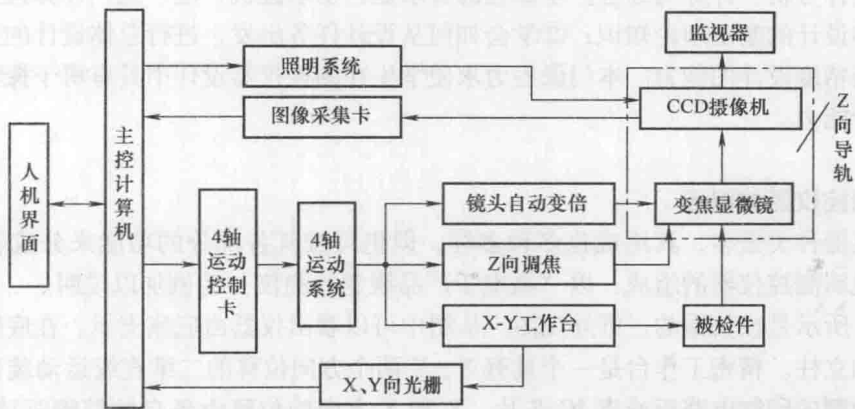 监视器
照明系统
图像采集卡
CCD摄像机
Z向导轨
人机界面
主控计算机
4轴运动控制卡
4轴运动系统
镜头自动变倍
变焦显微镜
Z向调焦
X-Y工作台
被检件
X、Y向光栅